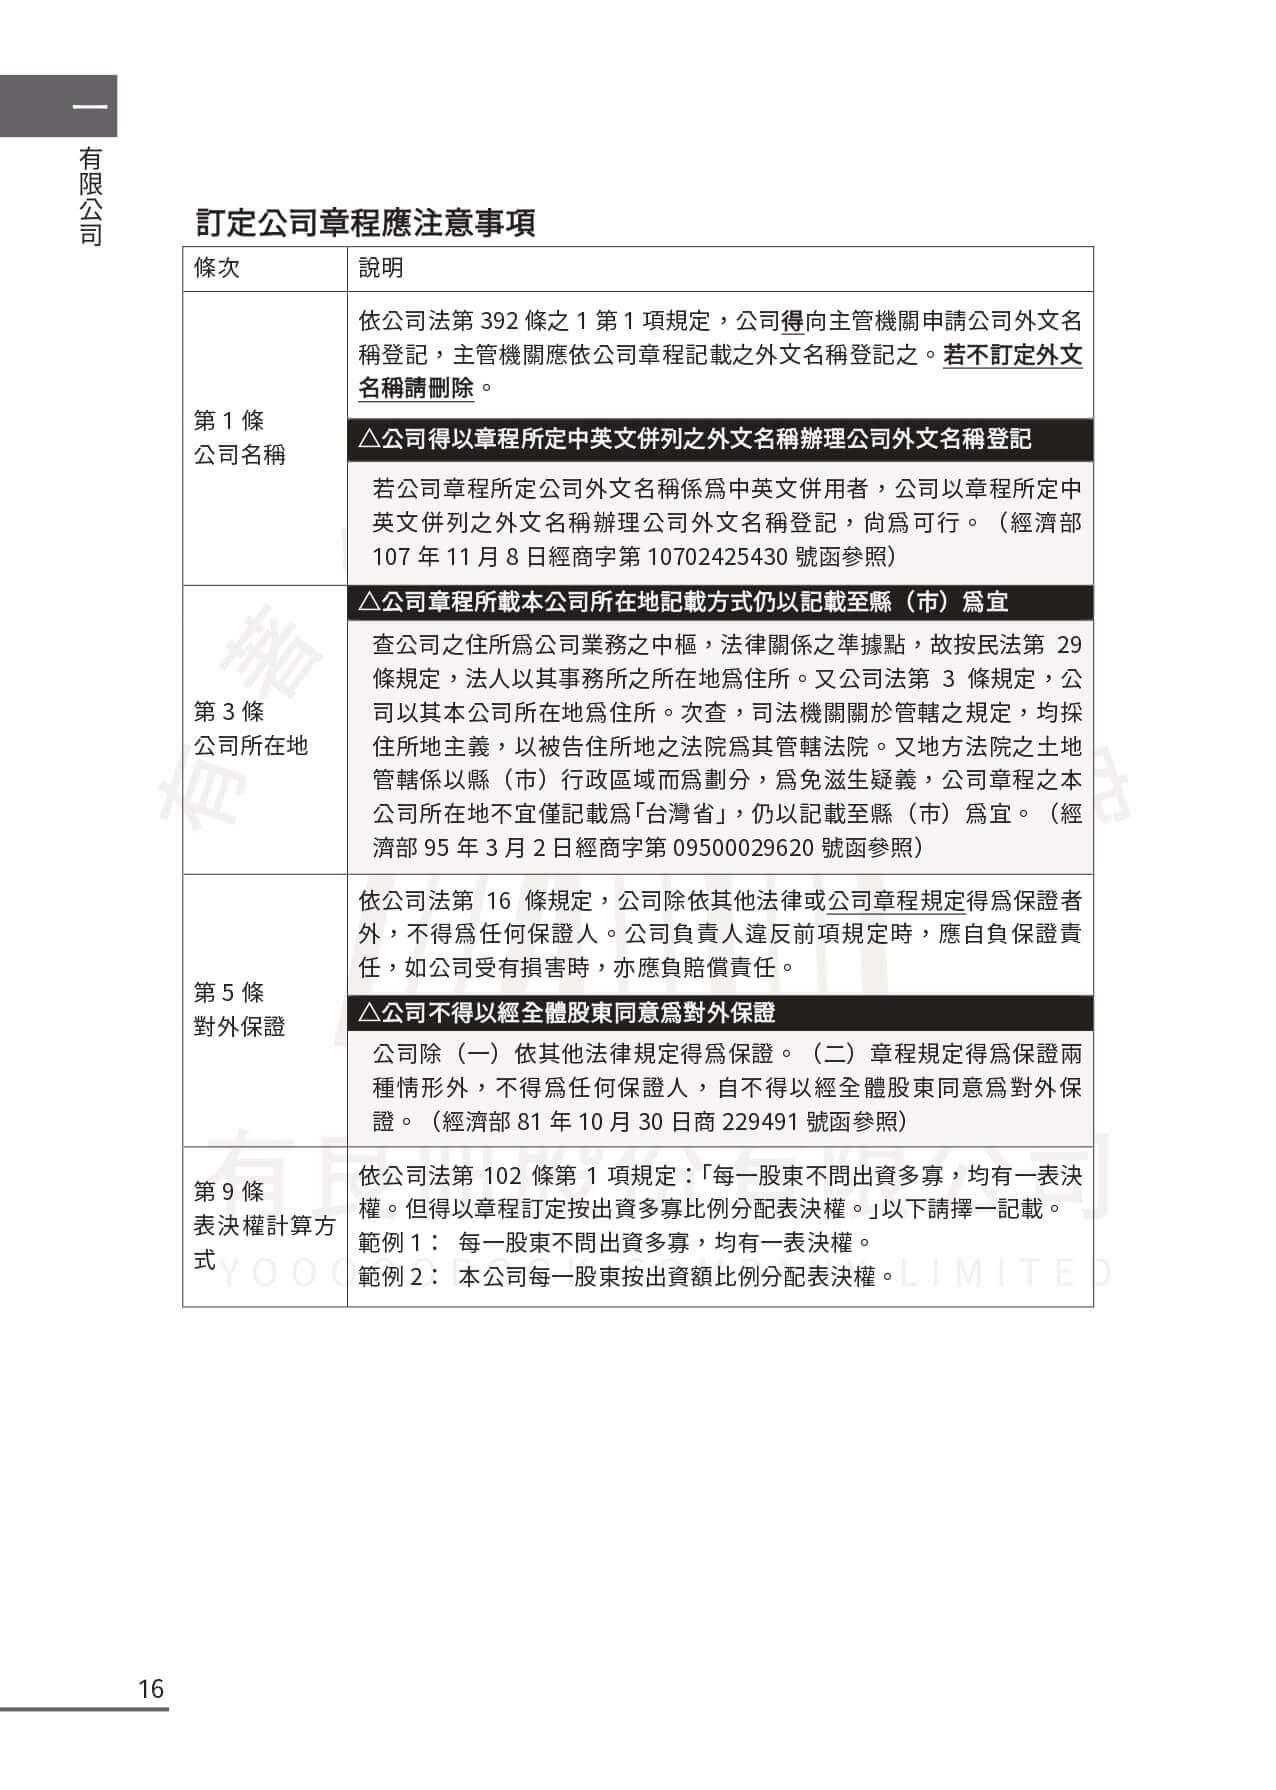 一
有限公司
訂定公司章程應注意事項
條次
說明
第 1 條
公司名稱
依公司法第 392 條之 1 第 1 項規定，公司得向主管機關申請公司外文名
稱登記，主管機關應依公司章程記載之外文名稱登記之。若不訂定外文
名稱請刪除。
△公司得以章程所定中英文併列之外文名稱辦理公司外文名稱登記
若公司章程所定公司外文名稱係為中英文併用者，公司以章程所定中
英文併列之外文名稱辦理公司外文名稱登記，尚為可行。（經濟部
107 年 11 月 8 日經商字第 10702425430 號函參照）
第 3 條
公司所在地
△公司章程所載本公司所在地記載方式仍以記載至縣（市）為宜
查公司之住所為公司業務之中樞，法律關係之準據點，故按民法第 29
條規定，法人以其事務所之所在地為住所。又公司法第 3 條規定，公
司以其本公司所在地為住所。次查，司法機關關於管轄之規定，均採
住所地主義，以被告住所地之法院為其管轄法院。又地方法院之土地
管轄係以縣（市）行政區域而為劃分，為免滋生疑義，公司章程之本
公司所在地不宜僅記載為「台灣省」，仍以記載至縣（市）為宜。（經
濟部 95 年 3 月 2 日經商字第 09500029620 號函參照）
第 5 條
對外保證
依公司法第 16 條規定，公司除依其他法律或公司章程規定得為保證者
外，不得為任何保證人。公司負責人違反前項規定時，應自負保證責
任，如公司受有損害時，亦應負賠償責任。
△公司不得以經全體股東同意為對外保證
公司除（一）依其他法律規定得為保證。（二）章程規定得為保證兩
種情形外，不得為任何保證人，自不得以經全體股東同意為對外保
證。（經濟部 81 年 10 月 30 日商 229491 號函參照）
第 9 條
表決權計算方
式
依公司法第 102 條第 1 項規定：「每一股東不問出資多寡，均有一表決
權。但得以章程訂定按出資多寡比例分配表決權。」以下請擇一記載。
範例 1： 每一股東不問出資多寡，均有一表決權。
範例 2： 本公司每一股東按出資額比例分配表決權。
16